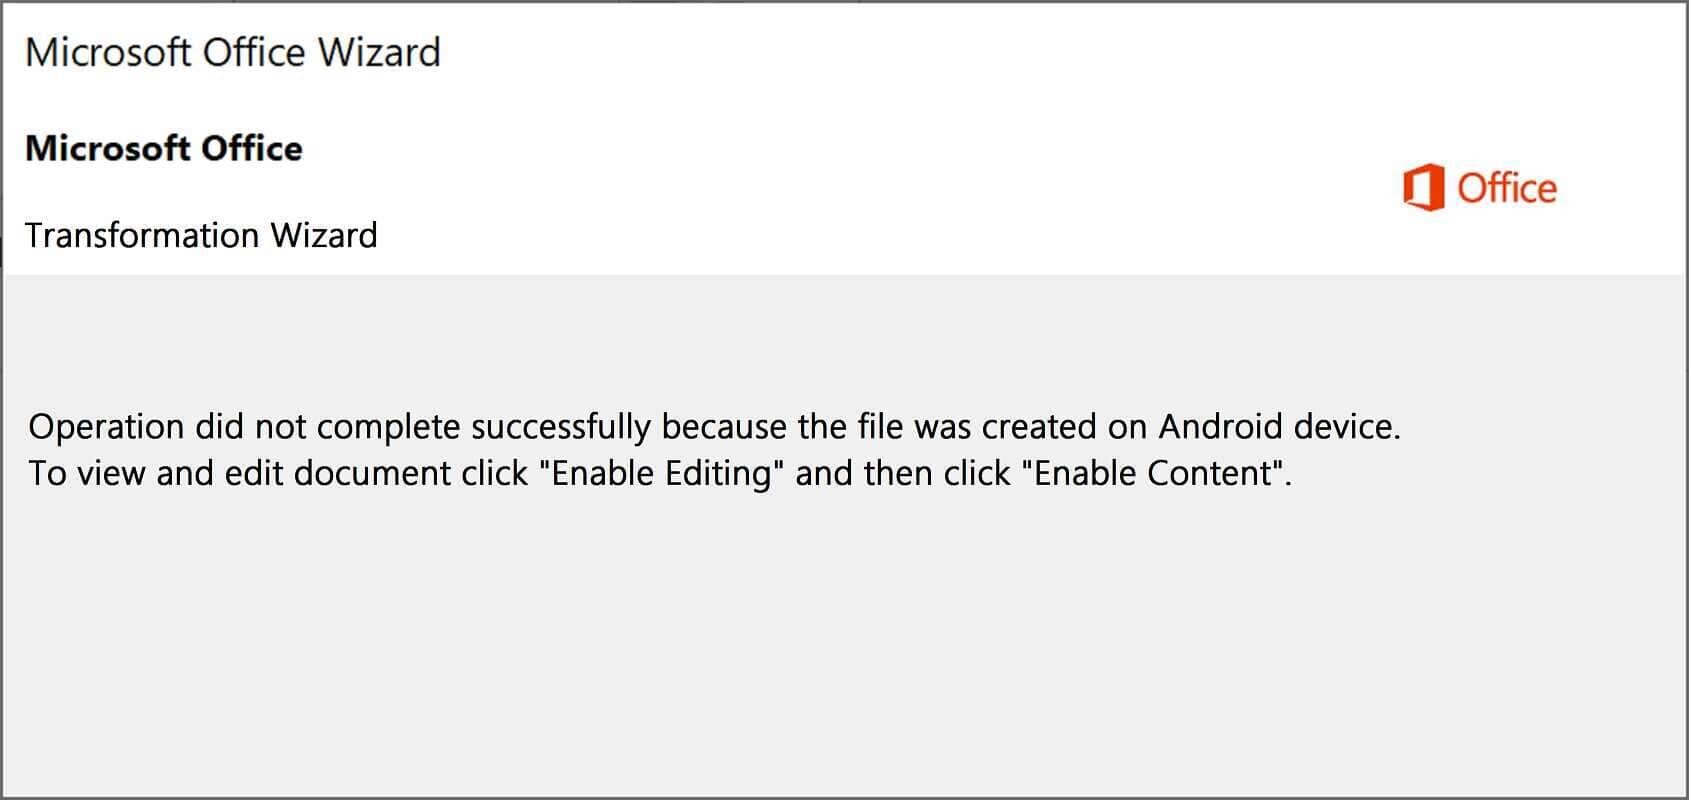 Microsoft Office Wizard
Microsoft Office
Office
Transformation Wizard
Operation did not complete successfully because the file was created on Android device.
To view and edit document click "Enable Editing" and then click "Enable Content".